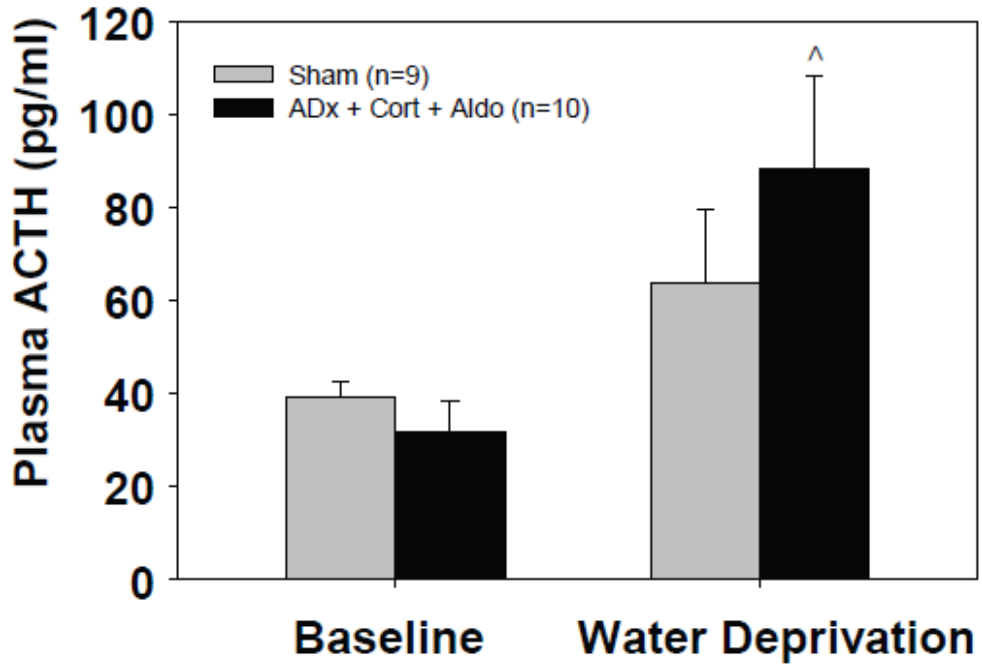 Plasma ACTH (pg/ml)
120
100
80
60
40
20
0
Sham (n=9)
ADx + Cort + Aldo (n=10)
^
Baseline
Water Deprivation